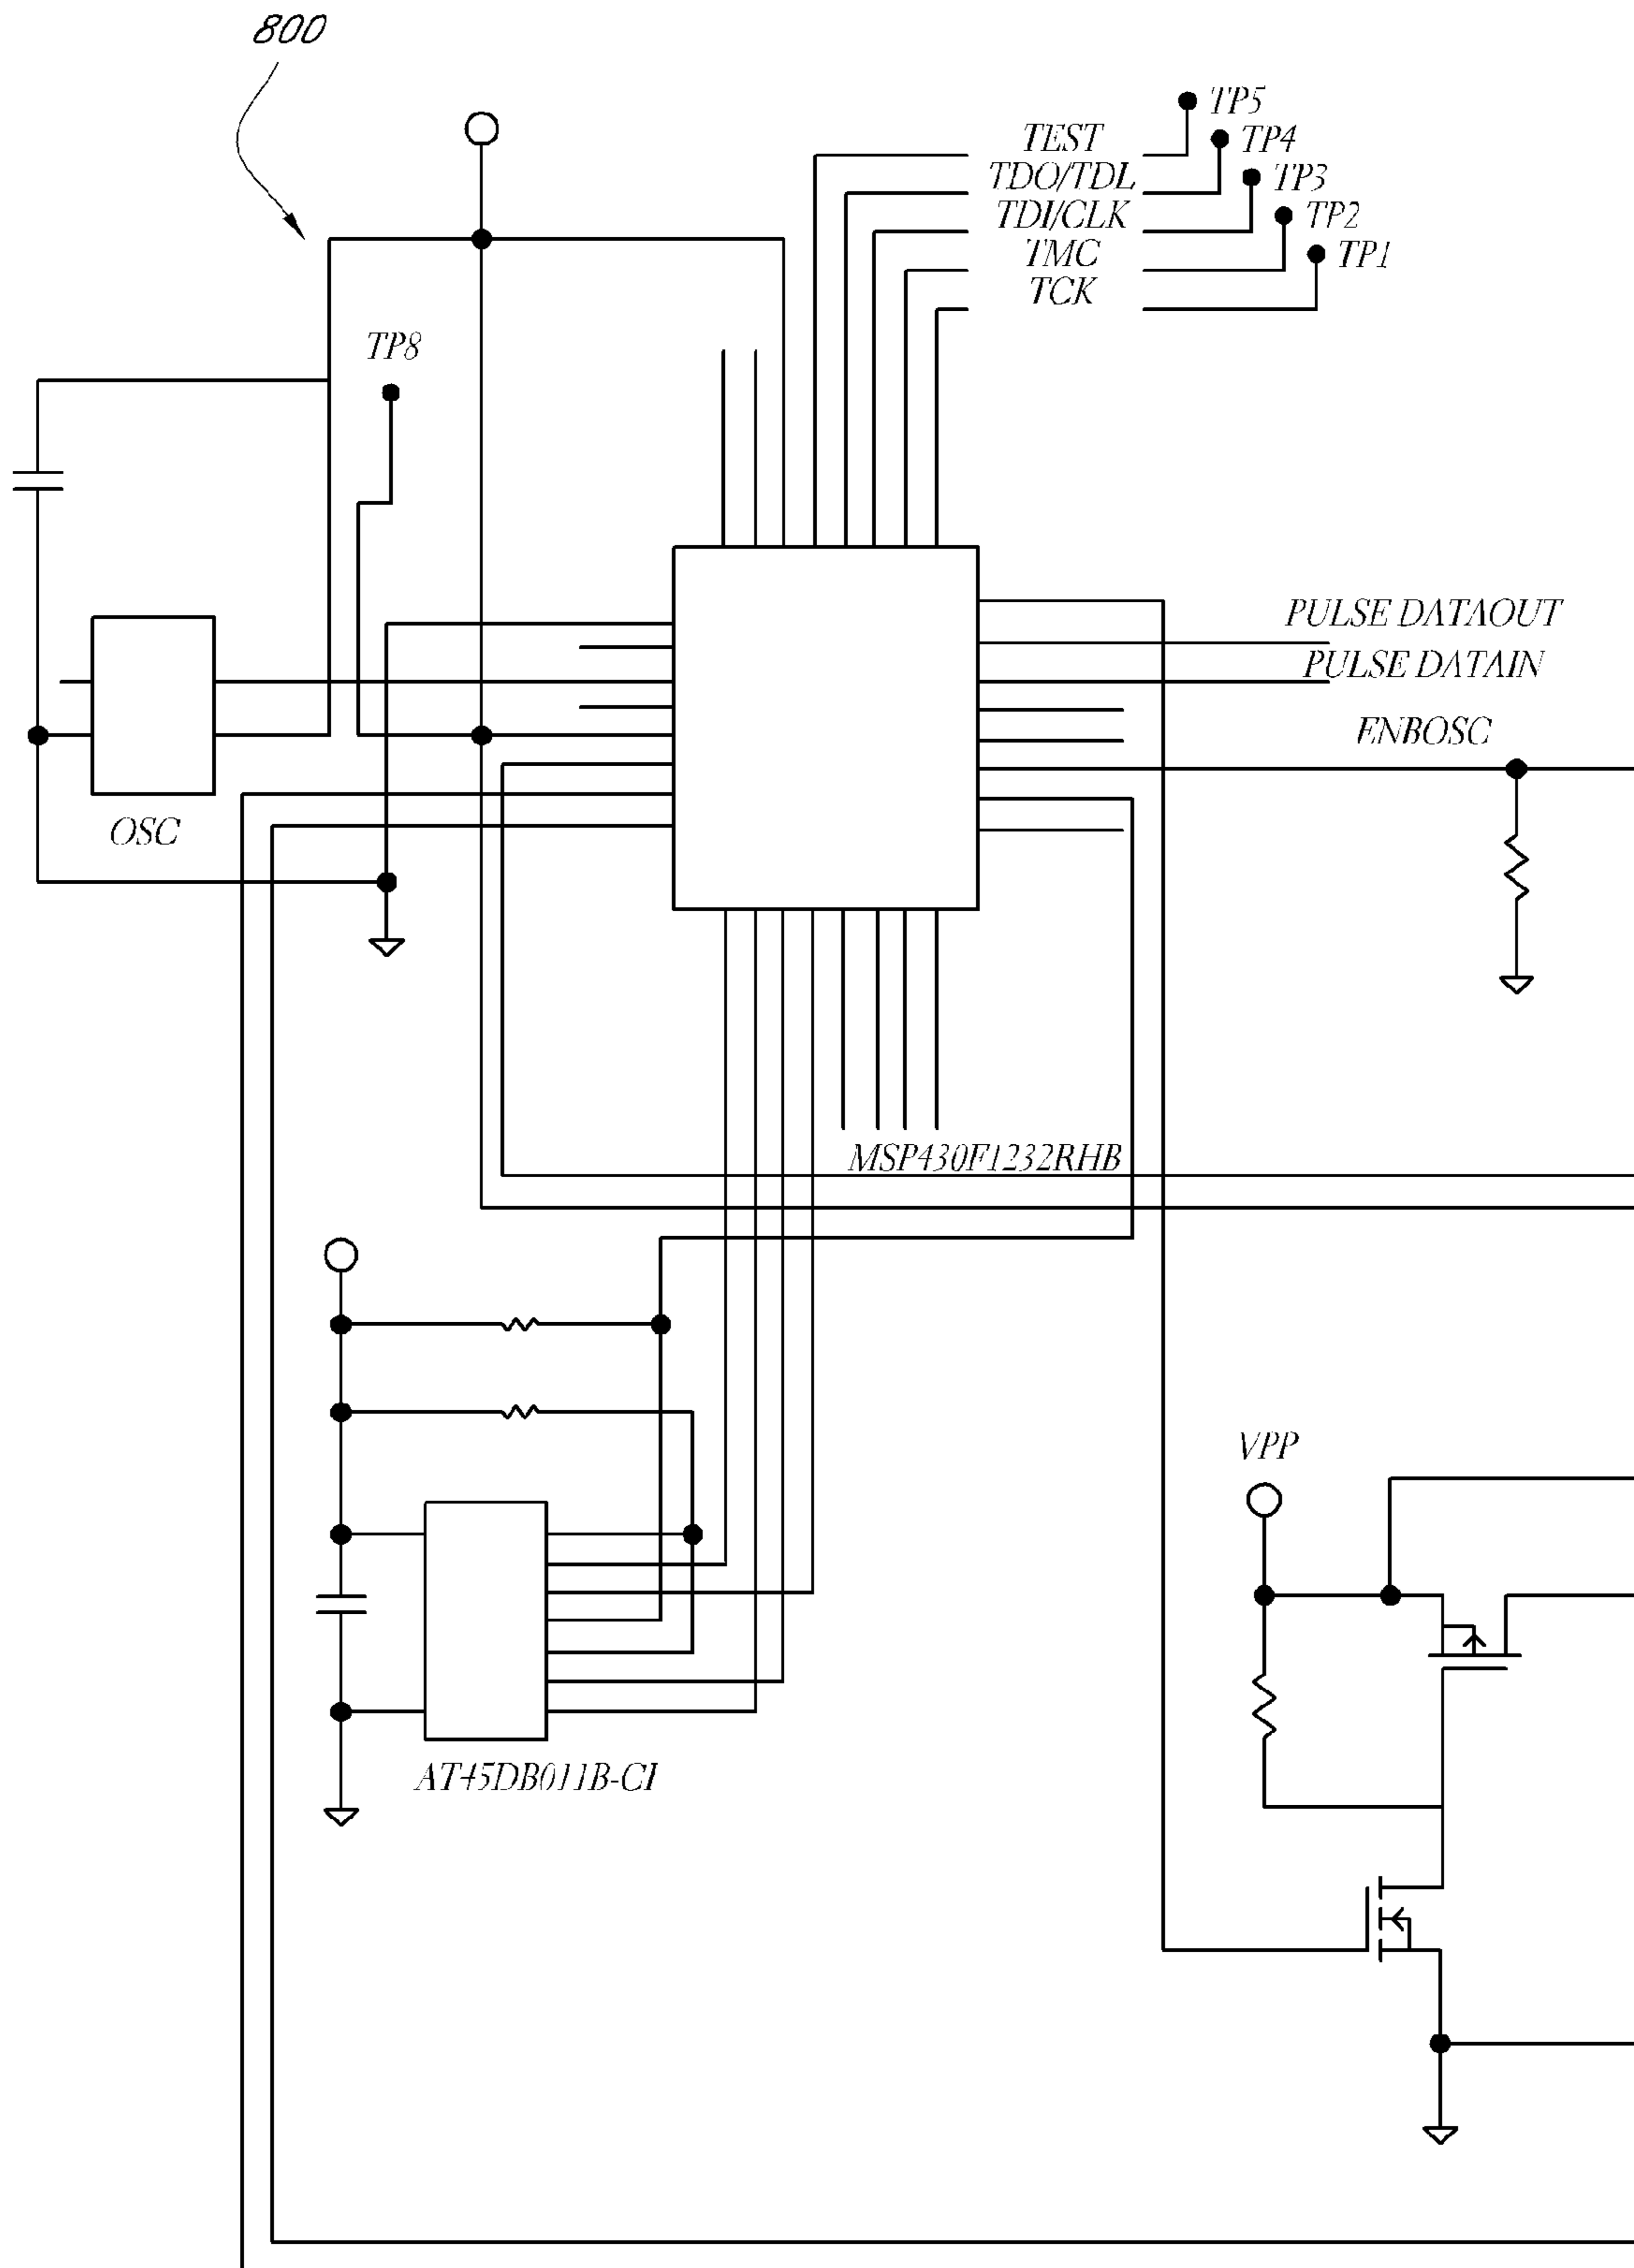 800
TP5
TEST
TP4
TDO/TDL
TP3
TDI/CLK
TP2
TMC
TP1
TCK
TP8
PULSE DATAOUT
PULSE DATAIN
ENBOSC
OSC
MSP430F1232RHB
VPP
AT45DB011B-CI